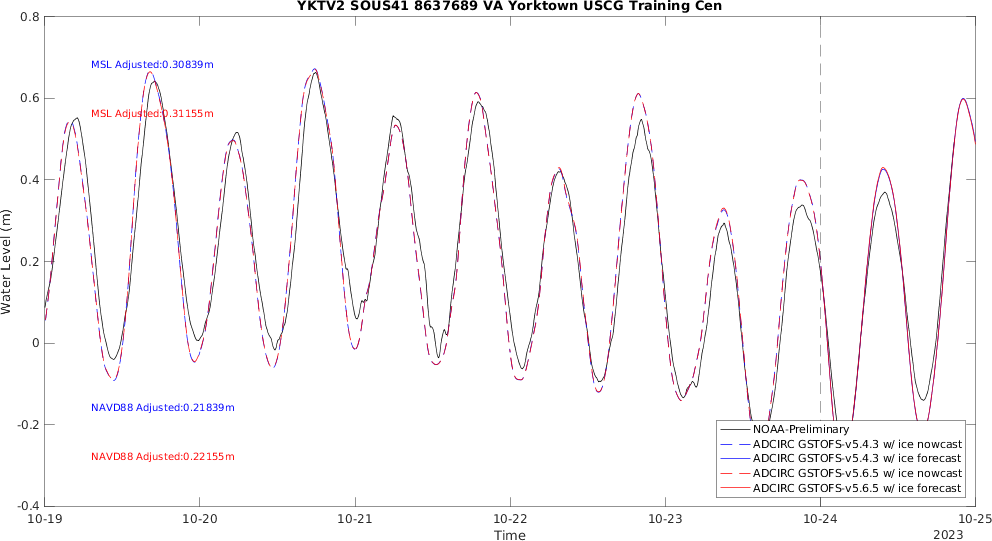 YKTV2 SOUS41 8637689 VA Yorktown USCG Training Cen
0.8
0.6
0.4
0.2
0
-0.2
-0.4
Water Level (m)
MSL Adjusted:0.30839m
MSL Adjusted:0.31155m
NAVD88 Adjusted:0.21839m
NAVD88 Adjusted:0.22155m
NOAA-Preliminary
ADCIRC GSTOFS-v5.4.3 w/ ice nowcast
ADCIRC GSTOFS-v5.4.3 w/ ice forecast
ADCIRC GSTOFS-v5.6.5 w/ ice nowcast
ADCIRC GSTOFS-v5.6.5 w/ ice forecast
10-19 10-20 10-21 10-22 10-23 10-24 10-25
Time
2023